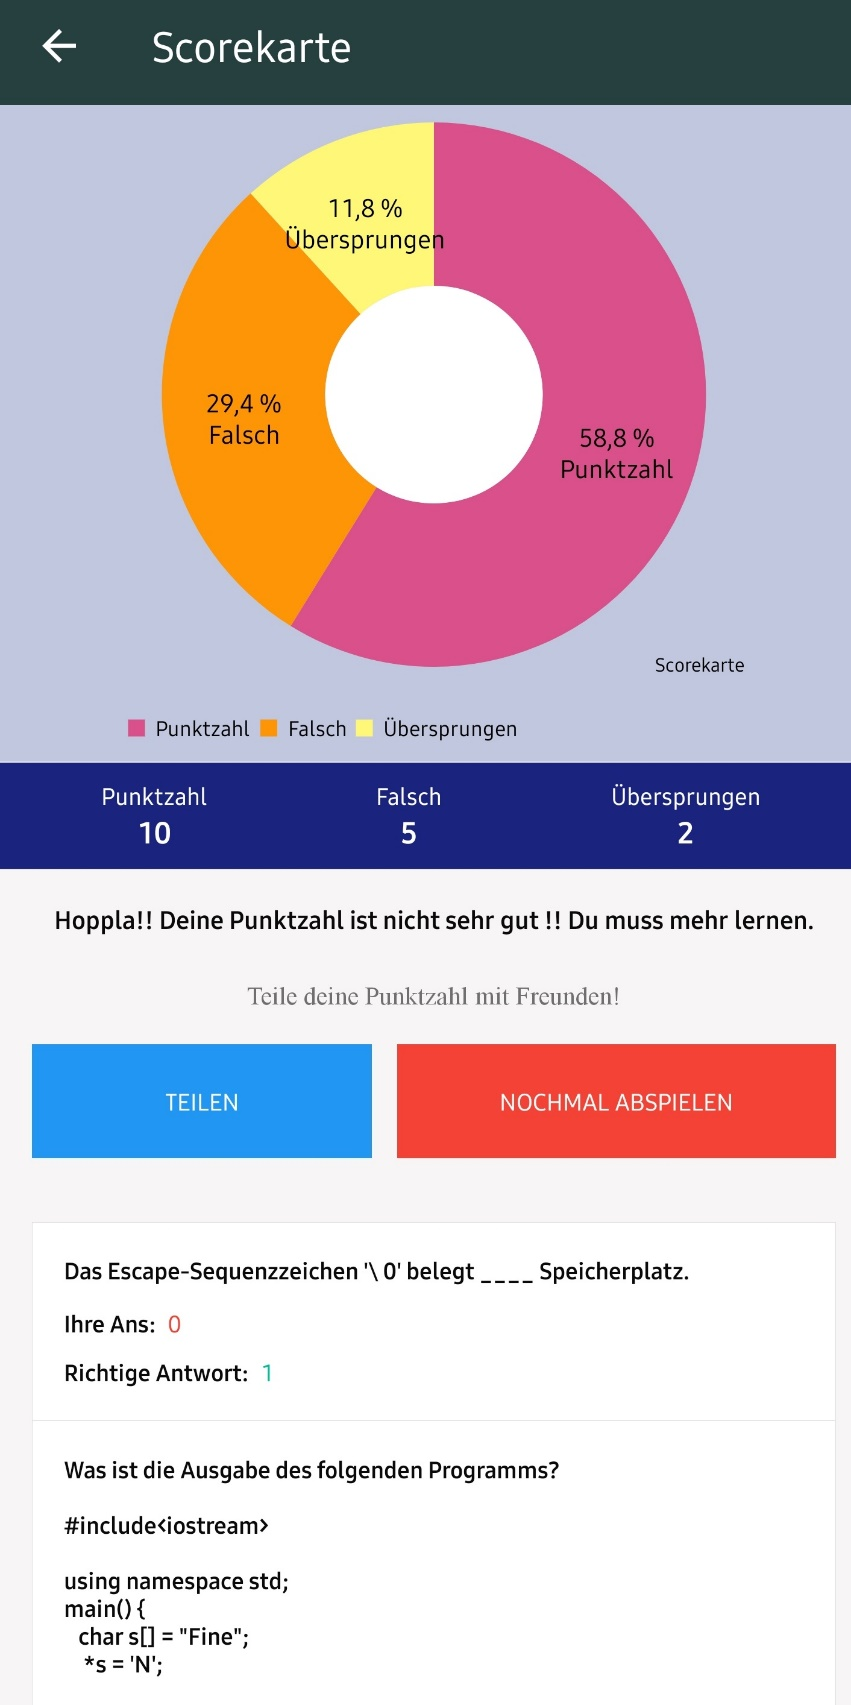 Scorekarte
11,8 %
Übersprungen
29,4 %
Falsch
58,8 %
Punktzahl
Scorekarte
Punktzahl Falsch Übersprungen
Punktzahl Falsch Übersprungen
10 5 2
Hoppla!! Deine Punktzahl ist nicht sehr gut !! Du muss mehr lernen.
Teile deine Punktzahl mit Freunden!
TEILEN NOCHMAL ABSPIELEN
Das Escape-Sequenzzeichen '\ 0' belegt _ _ _ _ Speicherplatz.
Ihre Ans: 0
Richtige Antwort: 1
Was ist die Ausgabe des folgenden Programms?
#include<iostream>
using namespace std;
main() {
char s[] = "Fine";
*s = 'N';